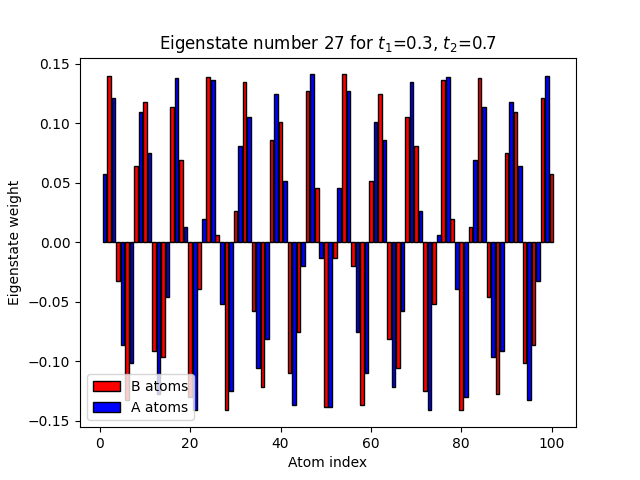 Eigenstate number 27 for t₁=0.3, t₂=0.7
Eigenstate weight
0.15
0.10
0.05
0.00
−0.05
−0.10
−0.15
B atoms
A atoms
0 20 40 60 80 100
Atom index